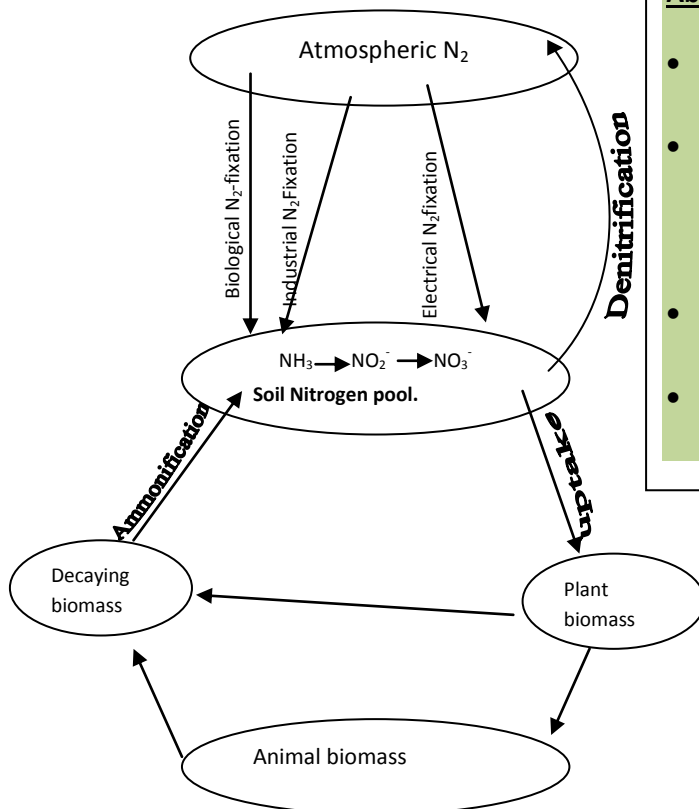 Ab
Atmospheric N₂
Biological N₂-fixation
Industrial N₂Fixation
Electrical N₂fixation
Denitrification
NH₃ NO₂⁻ NO₃⁻
Soil Nitrogen pool.
Ammonification
uptake
Decaying
biomass
Plant
biomass
Animal biomass